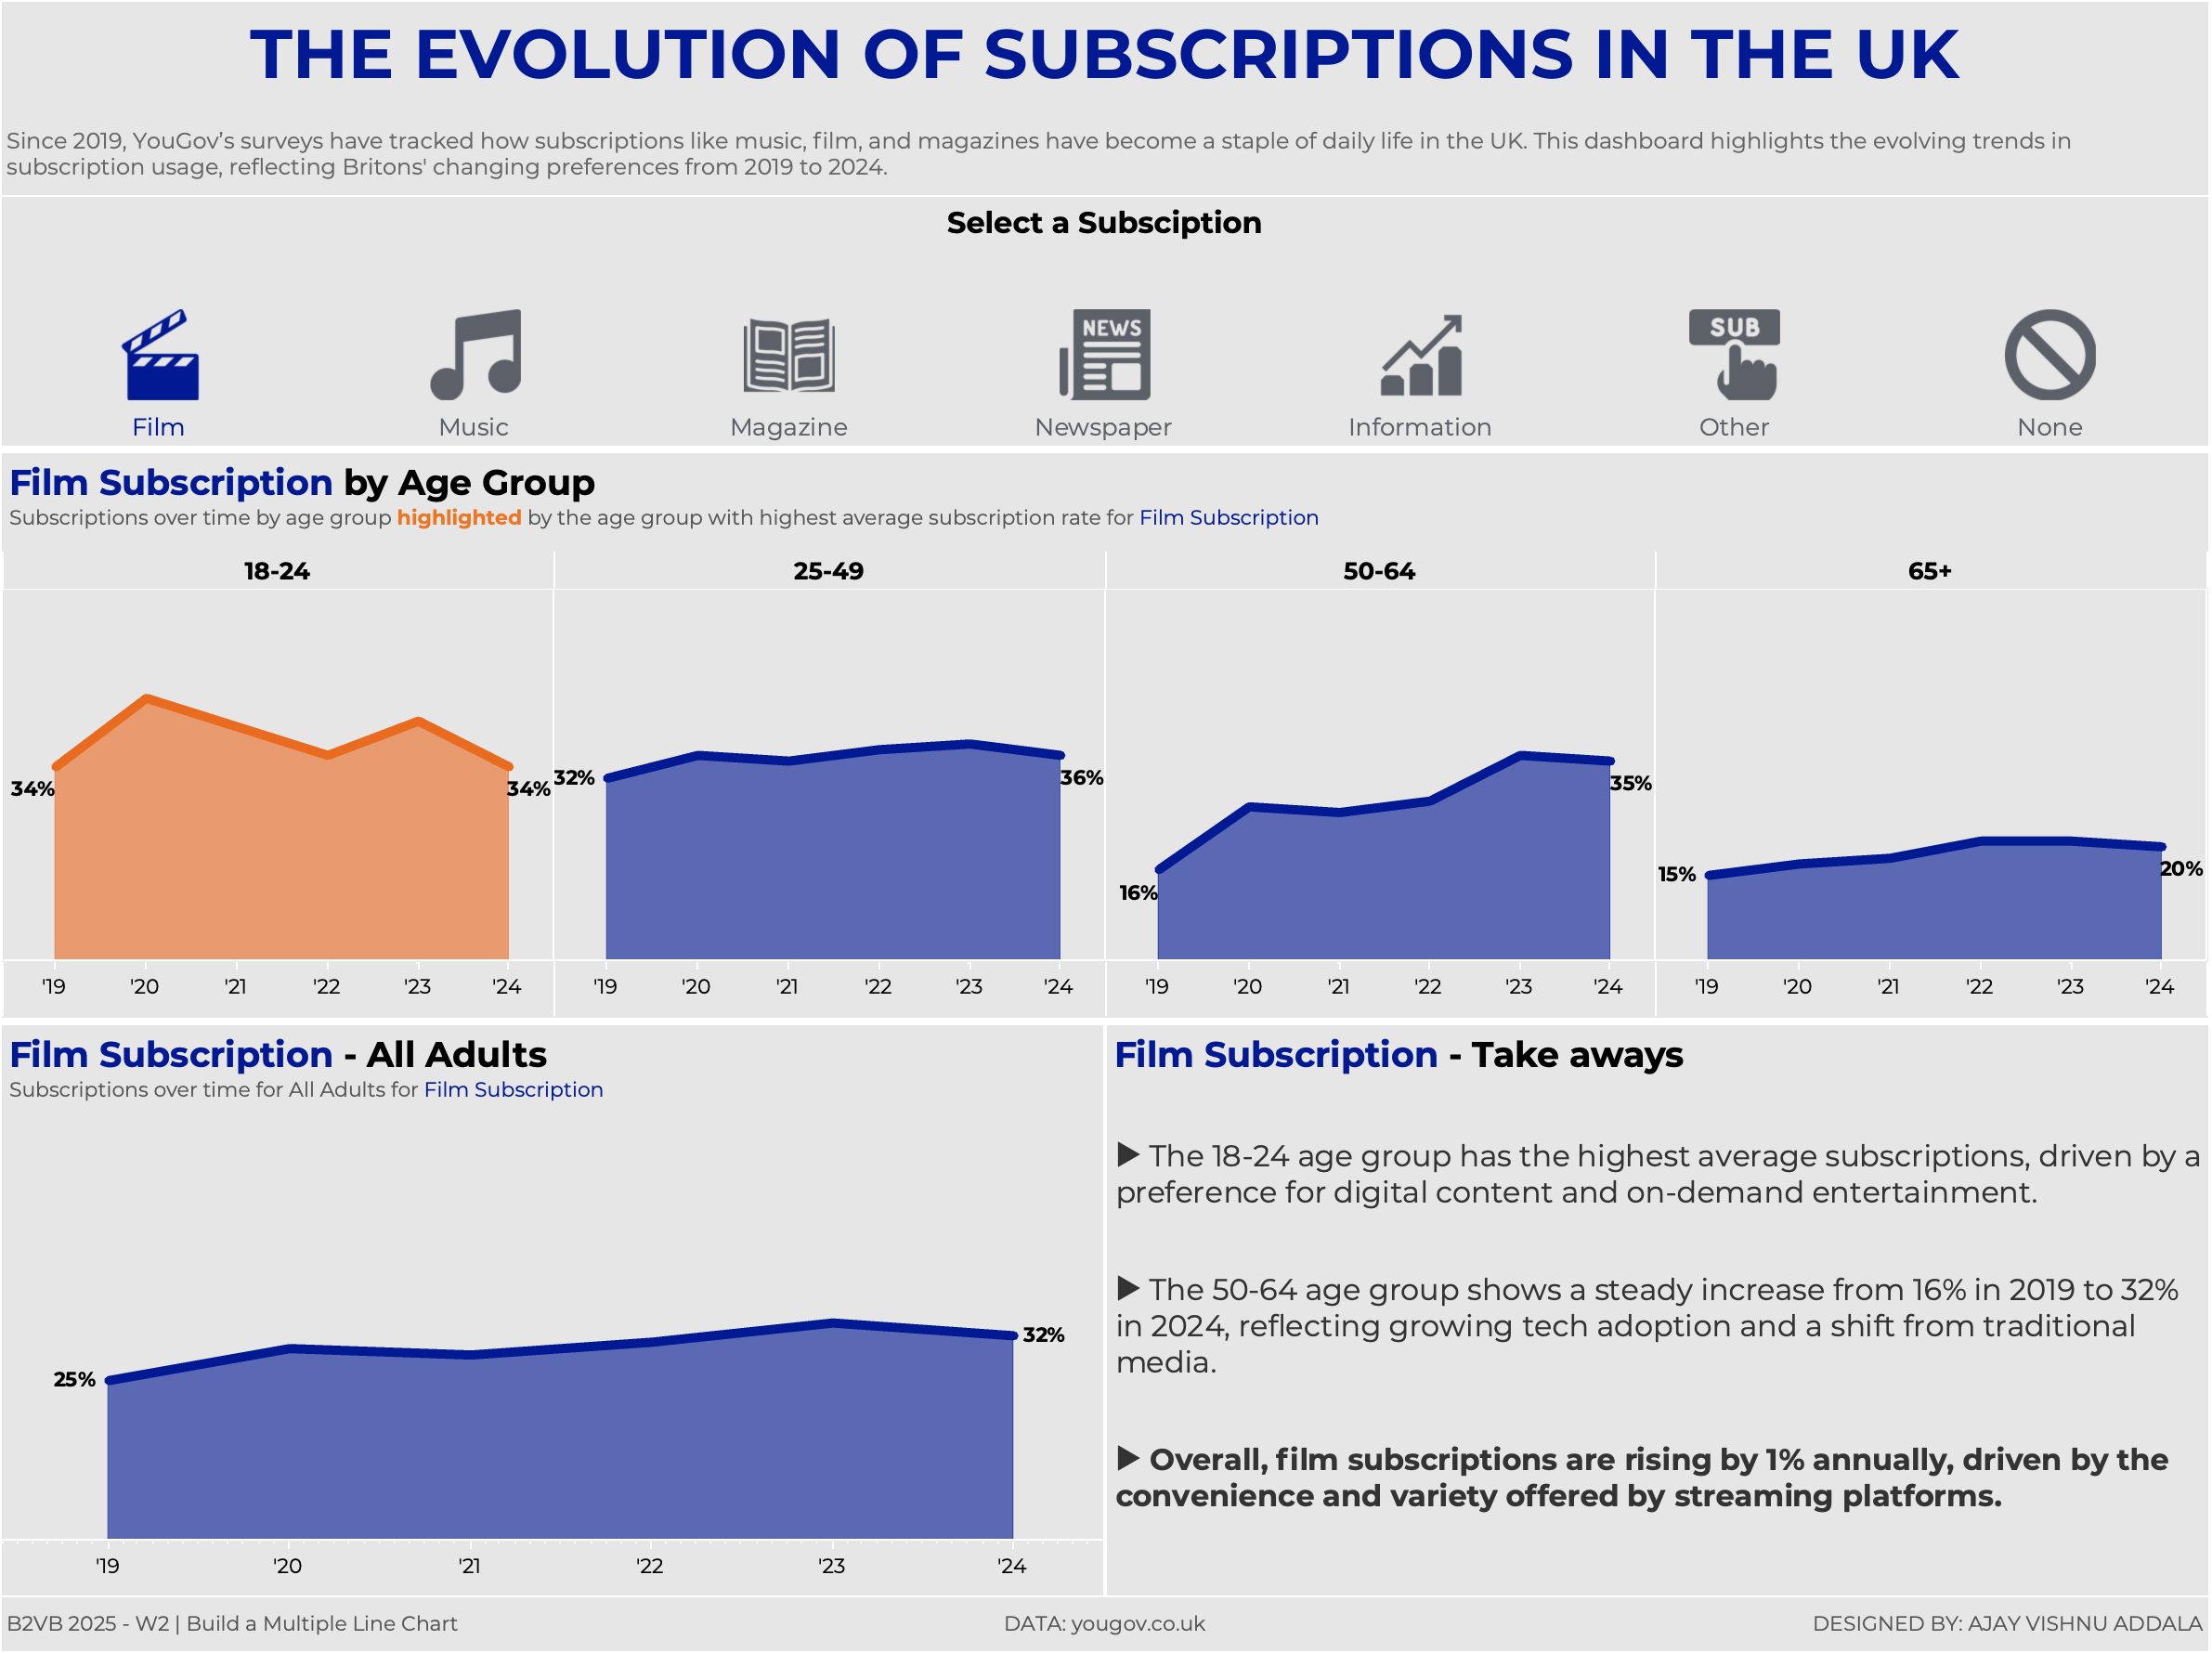 THE EVOLUTION OF SUBSCRIPTIONS IN THE UK
Since 2019, YouGov’s surveys have tracked how subscriptions like music, film, and magazines have become a staple of daily life in the UK. This dashboard highlights the evolving trends in
subscription usage, reflecting Britons' changing preferences from 2019 to 2024.
Select a Subsciption
NEWS
SUB
Film Music Magazine Newspaper Information Other None
Film Subscription by Age Group
Subscriptions over time by age group highlighted by the age group with highest average subscription rate for Film Subscription
18-24 25-49 50-64 65+
34% 34% 32% 36% 16% 35% 15% 20%
'19 '20 '21 '22 '23 '24 '19 '20 '21 '22 '23 '24 '19 '20 '21 '22 '23 '24 '19 '20 '21 '22 '23 '24
Film Subscription - All Adults
Subscriptions over time for All Adults for Film Subscription
25% 32%
'19 '20 '21 '22 '23 '24
Film Subscription - Take aways
▶ The 18-24 age group has the highest average subscriptions, driven by a
preference for digital content and on-demand entertainment.
▶ The 50-64 age group shows a steady increase from 16% in 2019 to 32%
in 2024, reflecting growing tech adoption and a shift from traditional
media.
▶ Overall, film subscriptions are rising by 1% annually, driven by the
convenience and variety offered by streaming platforms.
B2VB 2025 - W2 | Build a Multiple Line Chart
DATA: yougov.co.uk
DESIGNED BY: AJAY VISHNU ADDALA